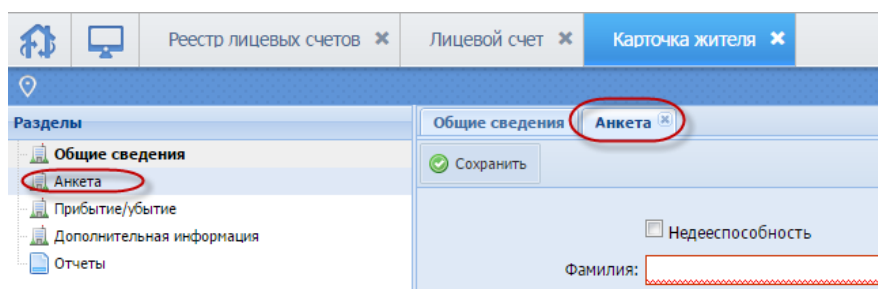 Реестр лицевых счетов Лицевой счет Карточка жителя
Разделы
Общие сведения
Анкета
Прибытие/убытие
Дополнительная информация
Отчеты
Общие сведения Анкета
Сохранить
Недееспособность
Фамилия: